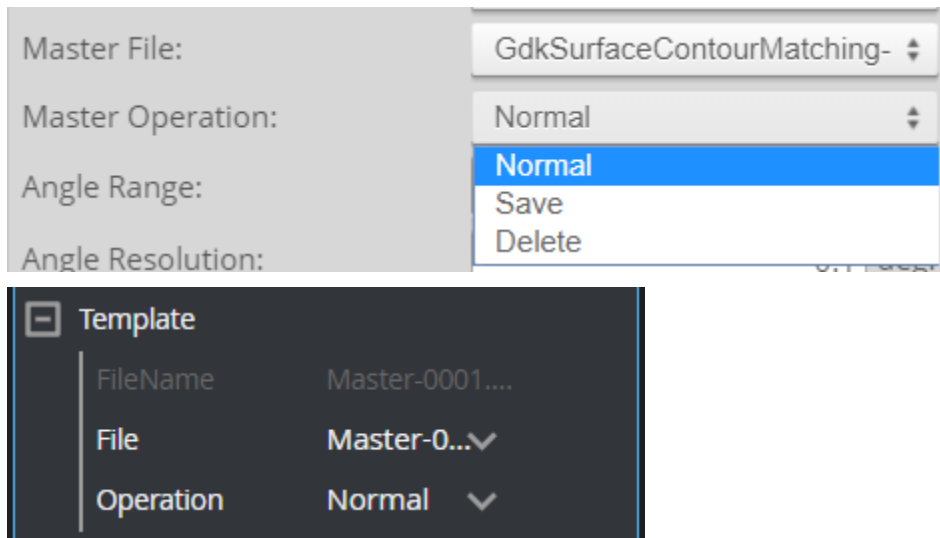 Master File: GdkSurfaceContourMatching-
Master Operation: Normal
Normal
Angle Range:
Save
Delete
Angle Resolution:
Template
FileName Master-0001....
File Master-0...
Operation Normal